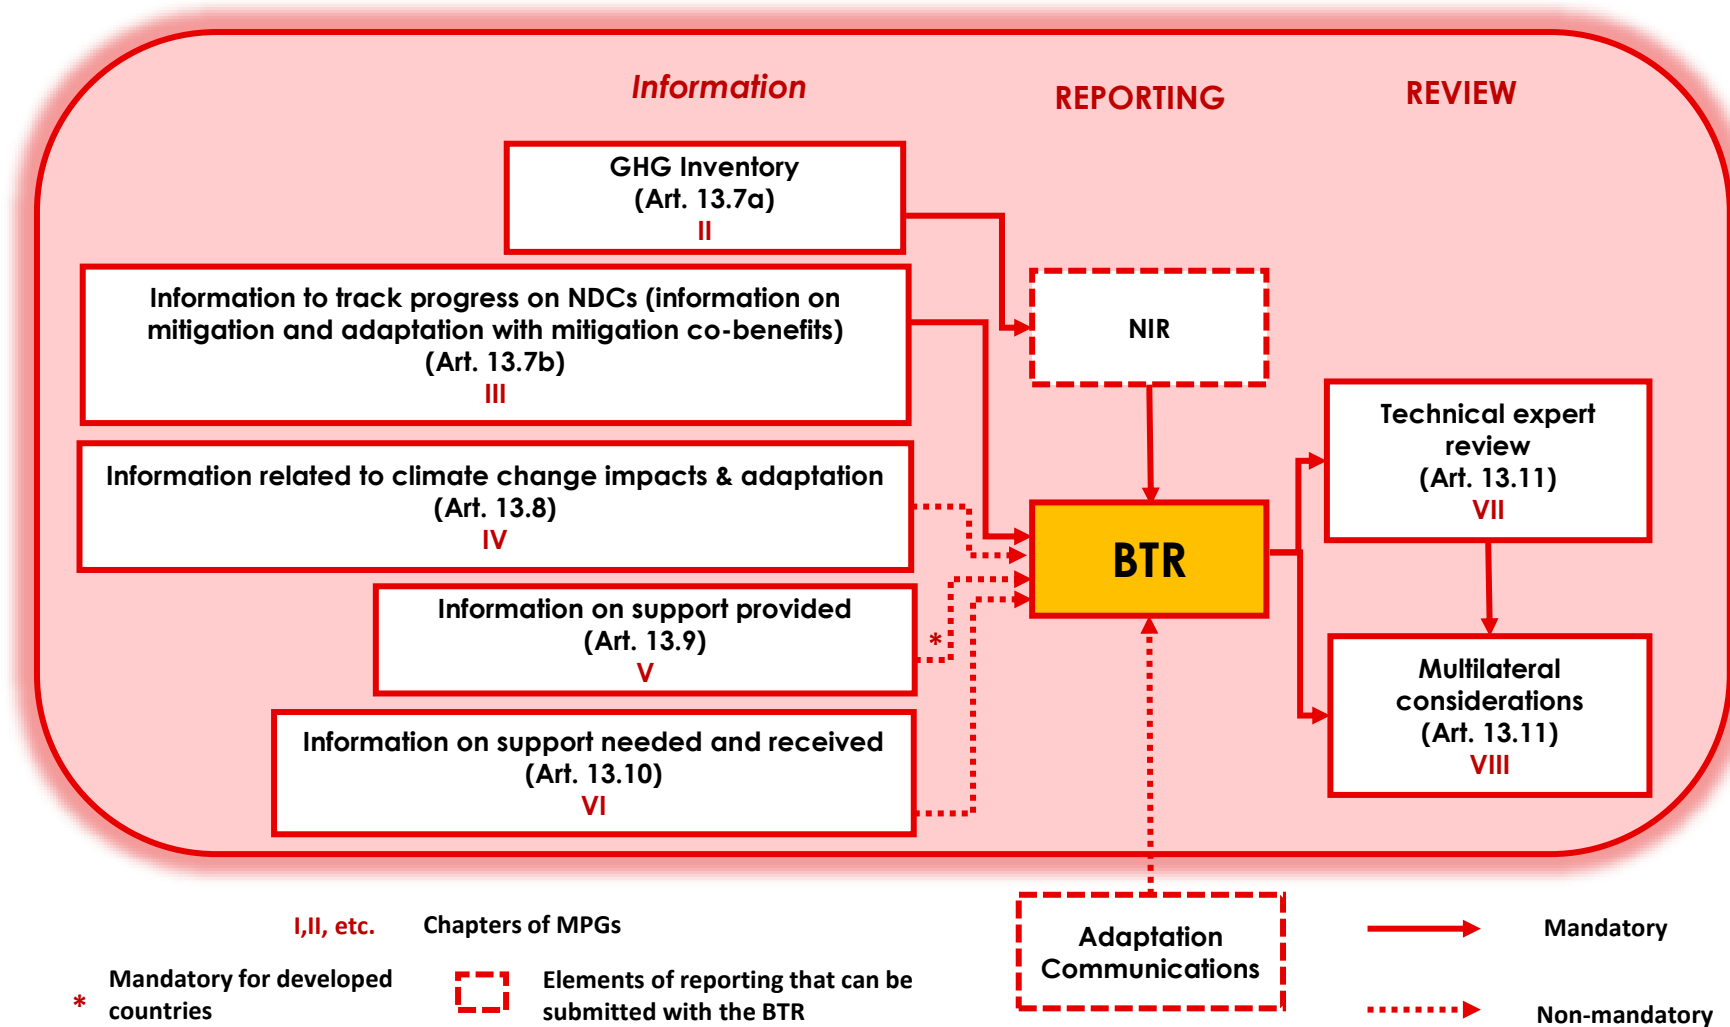 Information
REPORTING
REVIEW
GHG Inventory
(Art. 13.7a)
II
Information to track progress on NDCs (information on
mitigation and adaptation with mitigation co-benefits)
(Art. 13.7b)
III
Information related to climate change impacts & adaptation
(Art. 13.8)
IV
Information on support provided
(Art. 13.9)
V
*
Information on support needed and received
(Art. 13.10)
VI
NIR
BTR
Technical expert
review
(Art. 13.11)
VII
Multilateral
considerations
(Art. 13.11)
VIII
Adaptation
Communications
I,II, etc.
Chapters of MPGs
* Mandatory for developed
countries
Elements of reporting that can be
submitted with the BTR
Mandatory
Non-mandatory